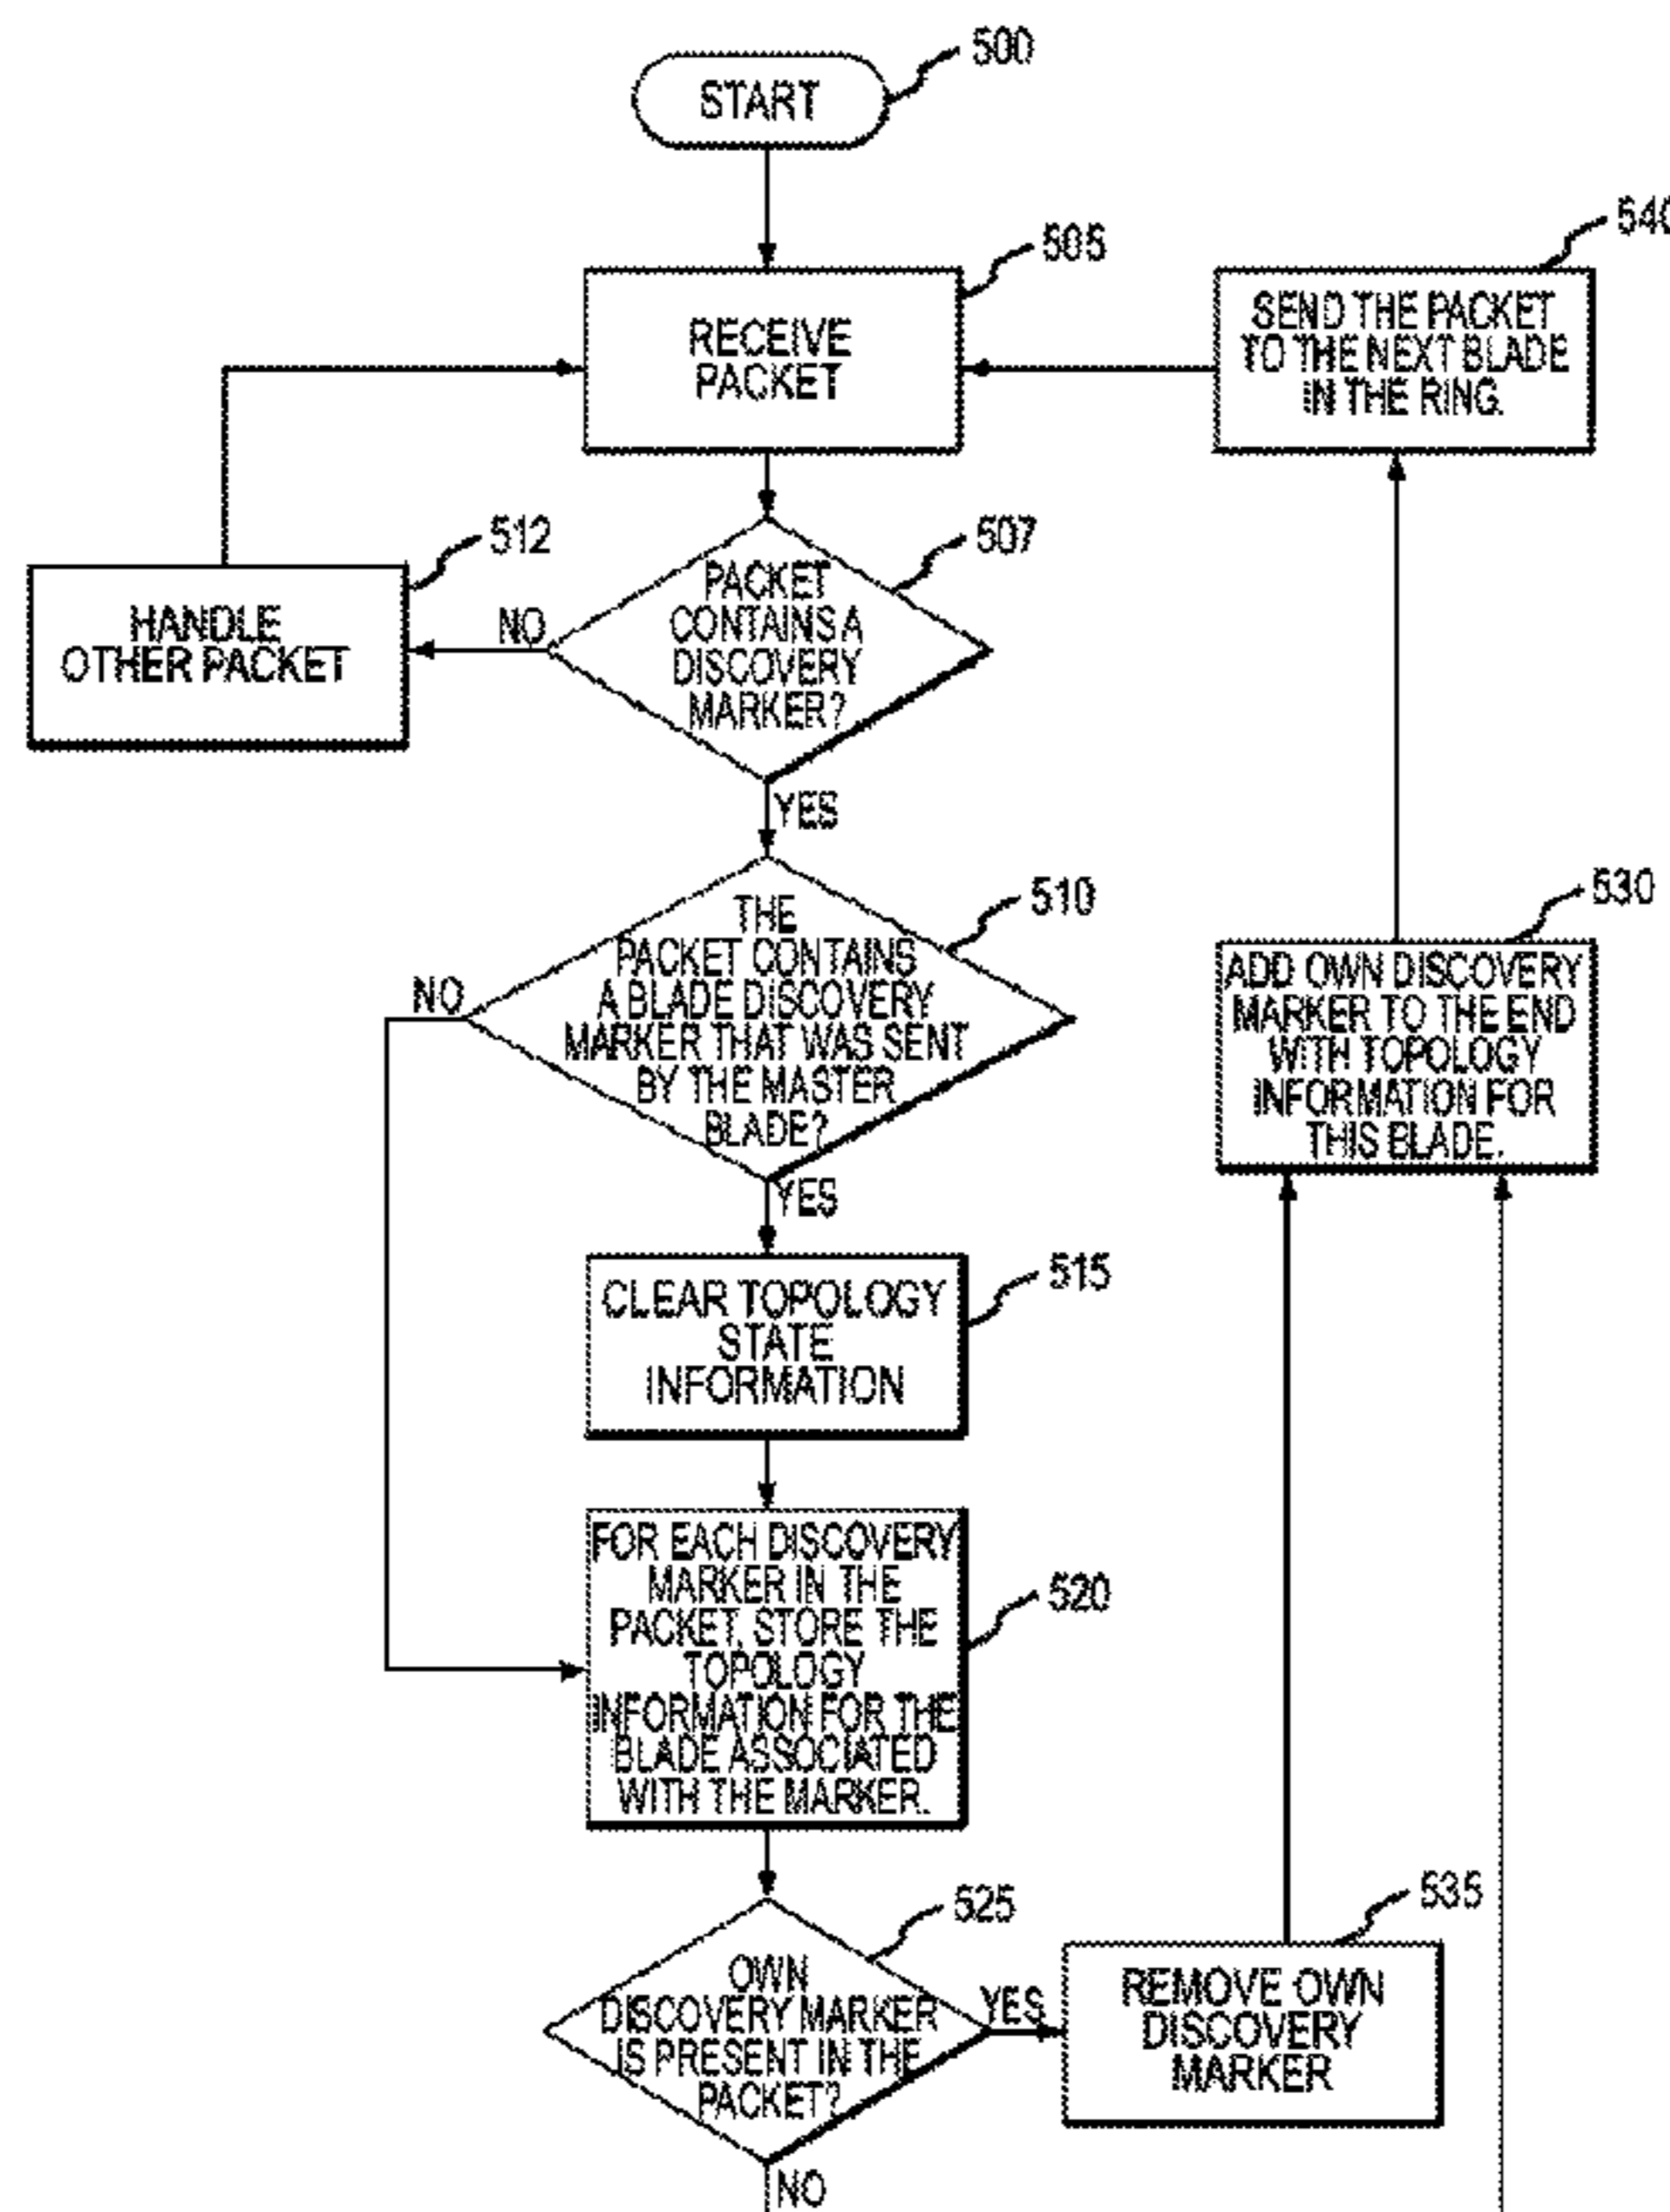 500
START
505
RECEIVE
PACKET
540
SEND THE PACKET
TO THE NEXT BLADE
IN THE RING.
512
HANDLE
OTHER PACKET
NO
507
PACKET
CONTAINS A
DISCOVERY
MARKER?
YES
510
THE
PACKET CONTAINS
A BLADE DISCOVERY
MARKER THAT WAS SENT
BY THE MASTER
BLADE?
NO
YES
530
ADD OWN DISCOVERY
MARKER TO THE END
WITH TOPOLOGY
INFORMATION FOR
THIS BLADE.
515
CLEAR TOPOLOGY
STATE
INFORMATION
520
FOR EACH DISCOVERY
MARKER IN THE
PACKET, STORE THE
TOPOLOGY
INFORMATION FOR THE
BLADE ASSOCIATED
WITH THE MARKER.
525
OWN
DISCOVERY MARKER
IS PRESENT IN THE
PACKET?
YES
NO
535
REMOVE OWN
DISCOVERY
MARKER